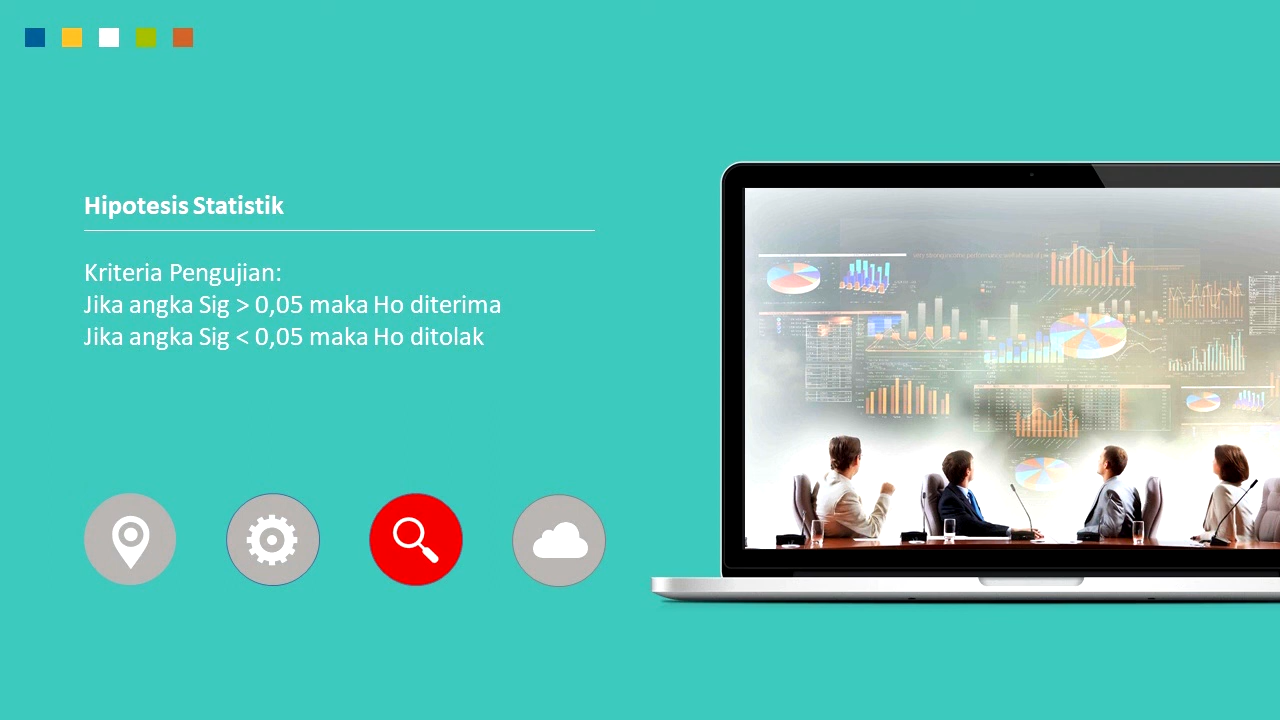 Hipotesis Statistik
Kriteria Pengujian:
Jika angka Sig > 0,05 maka Ho diterima
Jika angka Sig < 0,05 maka Ho ditolak